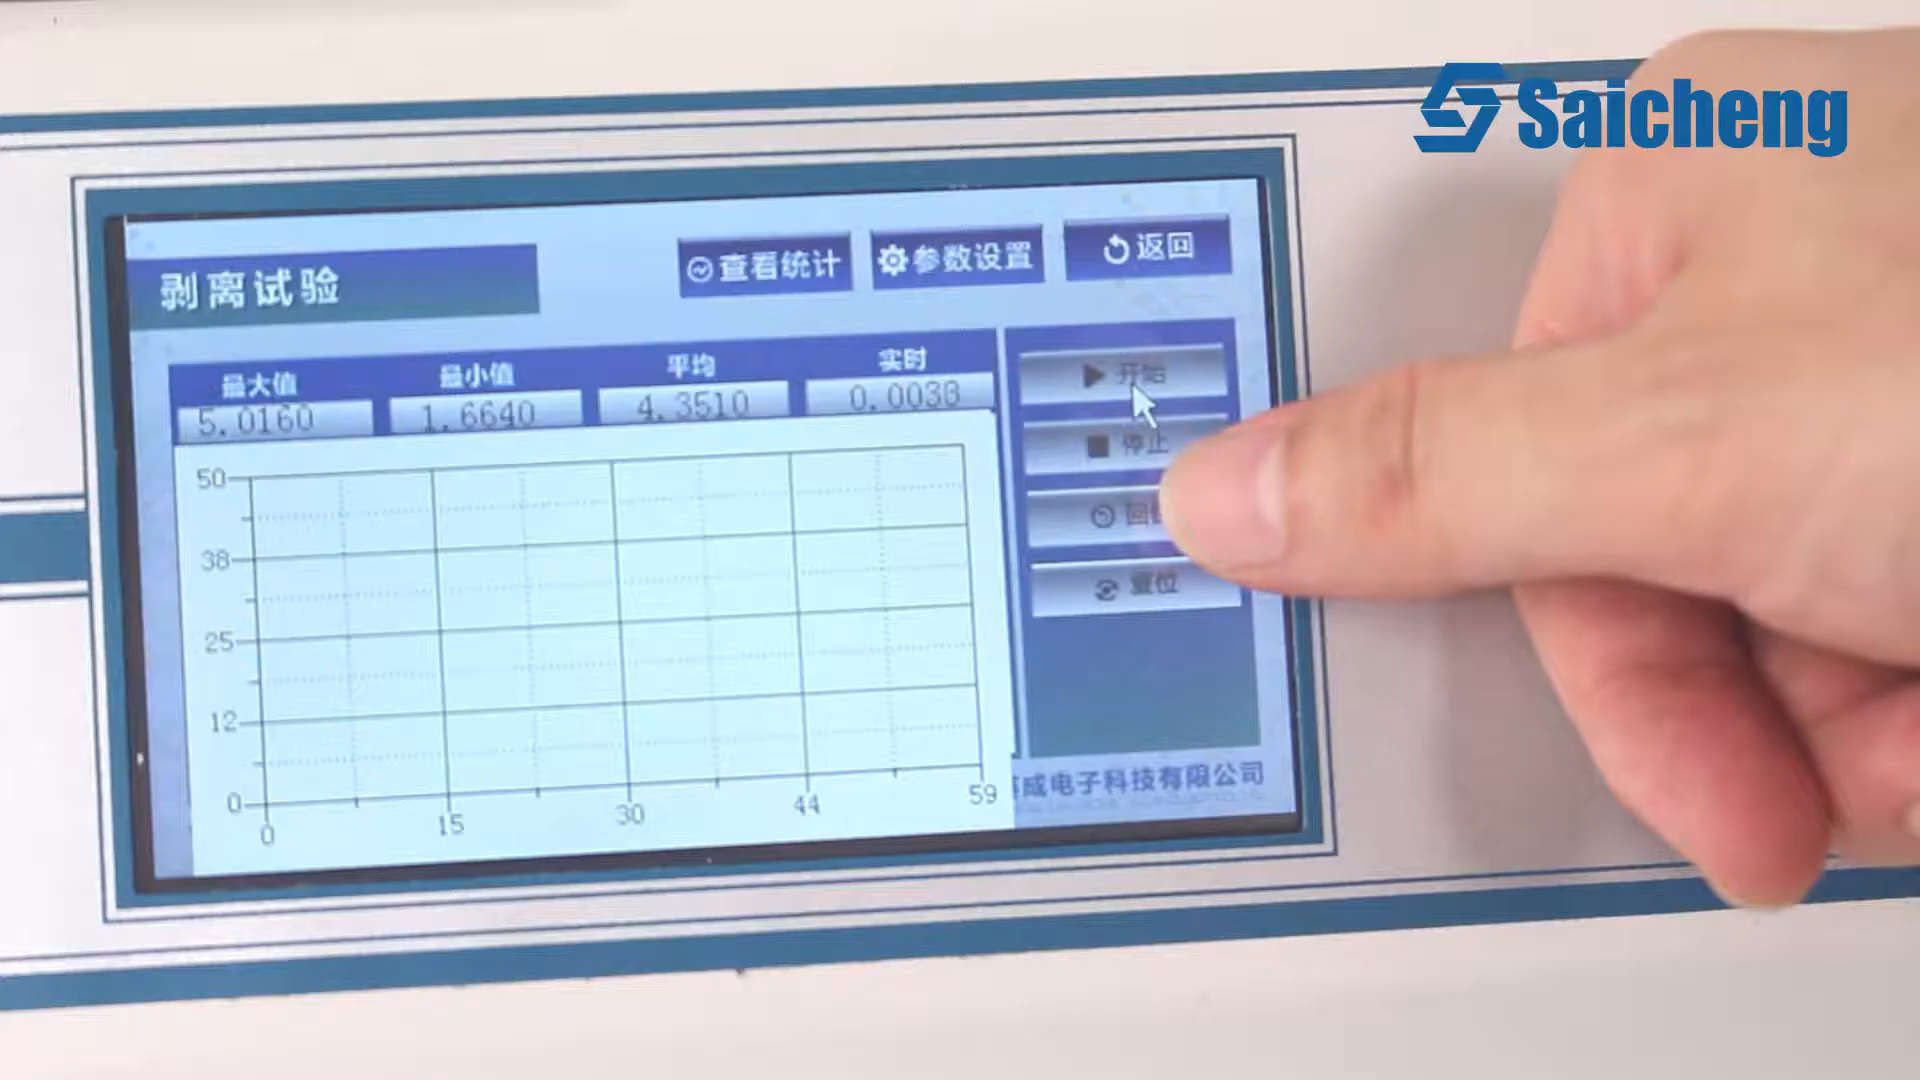 Saicheng
剥离试验
查看统计
参数设置
返回
最大值 最小值 平均 实时
5.0160 1.6640 4.3510
开始
停止
复位
50
38
25
12
0
0 15 30 44 59
成电子科技有限公司